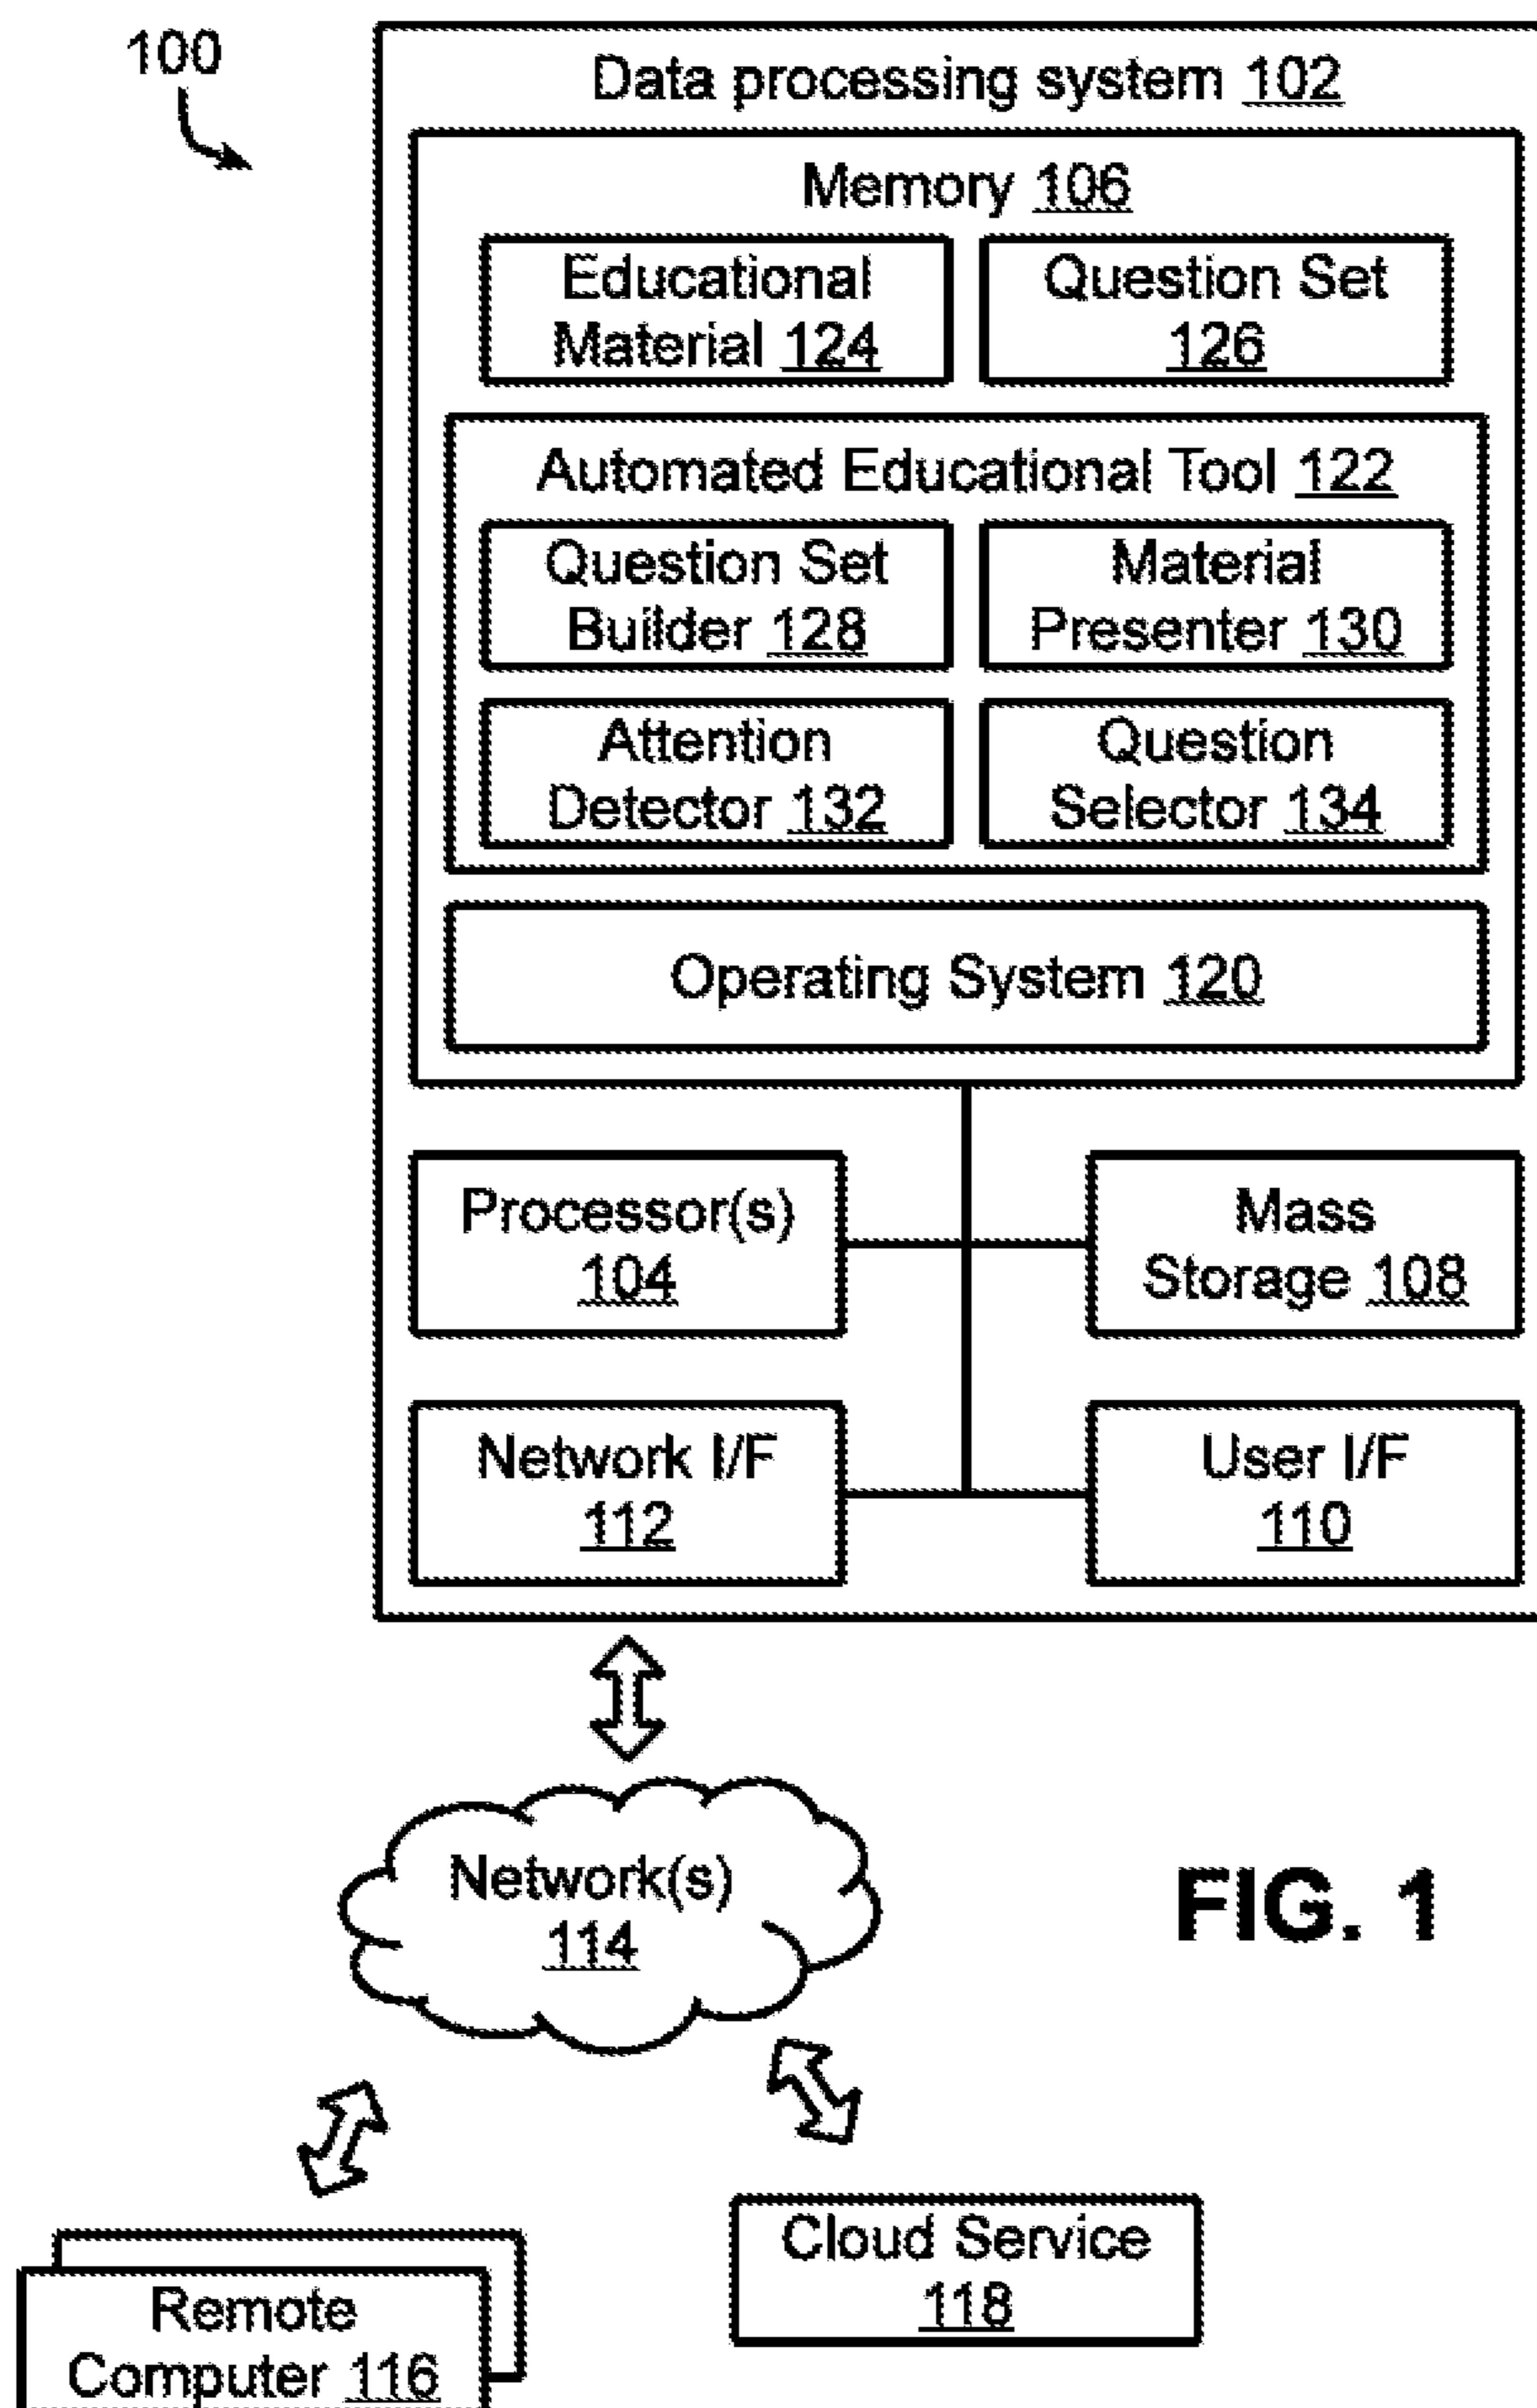 100
Data processing system 102
Memory 106
Educational
Material 124
Question Set
126
Automated Educational Tool 122
Question Set
Builder 128
Material
Presenter 130
Attention
Detector 132
Question
Selector 134
Operating System 120
Processor(s)
104
Mass
Storage 108
Network I/F
112
User I/F
110
Network(s)
114
FIG. 1
Cloud Service
118
Remote
Computer 116